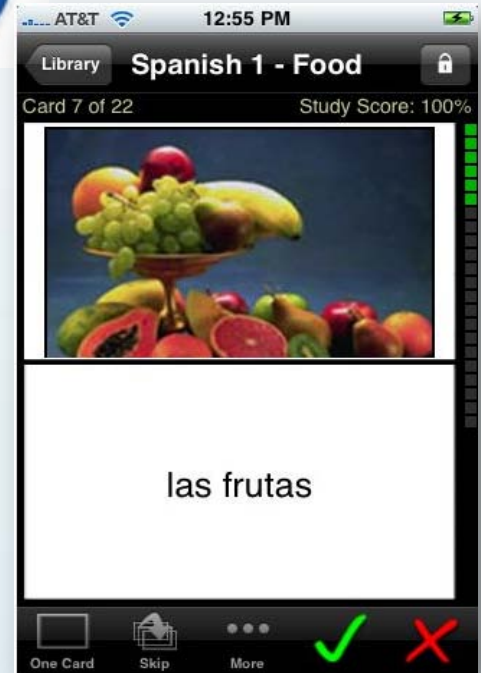 AT&T 12:55 PM
Library Spanish 1 - Food
Card 7 of 22 Study Score: 100%
las frutas
One Card Skip More